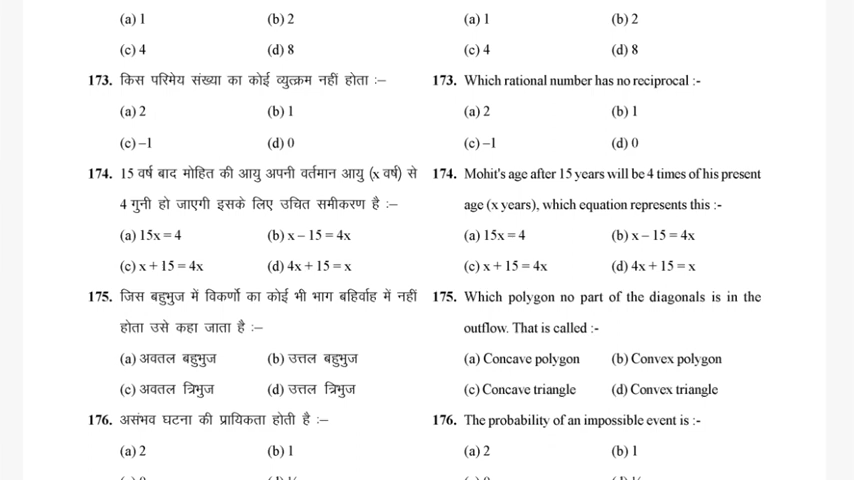 (a) 1 (b) 2
(c) 4 (d) 8
173. किस परिमेय संख्या का कोई व्युत्क्रम नहीं होता :–
(a) 2 (b) 1
(c) –1 (d) 0
174. 15 वर्ष बाद मोहित की आयु अपनी वर्तमान आयु (x वर्ष) से
4 गुनी हो जाएगी इसके लिए उचित समीकरण है :–
(a) 15x = 4 (b) x – 15 = 4x
(c) x + 15 = 4x (d) 4x + 15 = x
175. जिस बहुभुज में विकर्णो का कोई भी भाग बहिर्वाह में नहीं
होता उसे कहा जाता है :–
(a) अवतल बहुभुज (b) उत्तल बहुभुज
(c) अवतल त्रिभुज (d) उत्तल त्रिभुज
176. असंभव घटना की प्रायिकता होती है :–
(a) 2 (b) 1
(a) 1 (b) 2
(c) 4 (d) 8
173. Which rational number has no reciprocal :-
(a) 2 (b) 1
(c) –1 (d) 0
174. Mohit's age after 15 years will be 4 times of his present
age (x years), which equation represents this :-
(a) 15x = 4 (b) x – 15 = 4x
(c) x + 15 = 4x (d) 4x + 15 = x
175. Which polygon no part of the diagonals is in the
outflow. That is called :-
(a) Concave polygon (b) Convex polygon
(c) Concave triangle (d) Convex triangle
176. The probability of an impossible event is :-
(a) 2 (b) 1